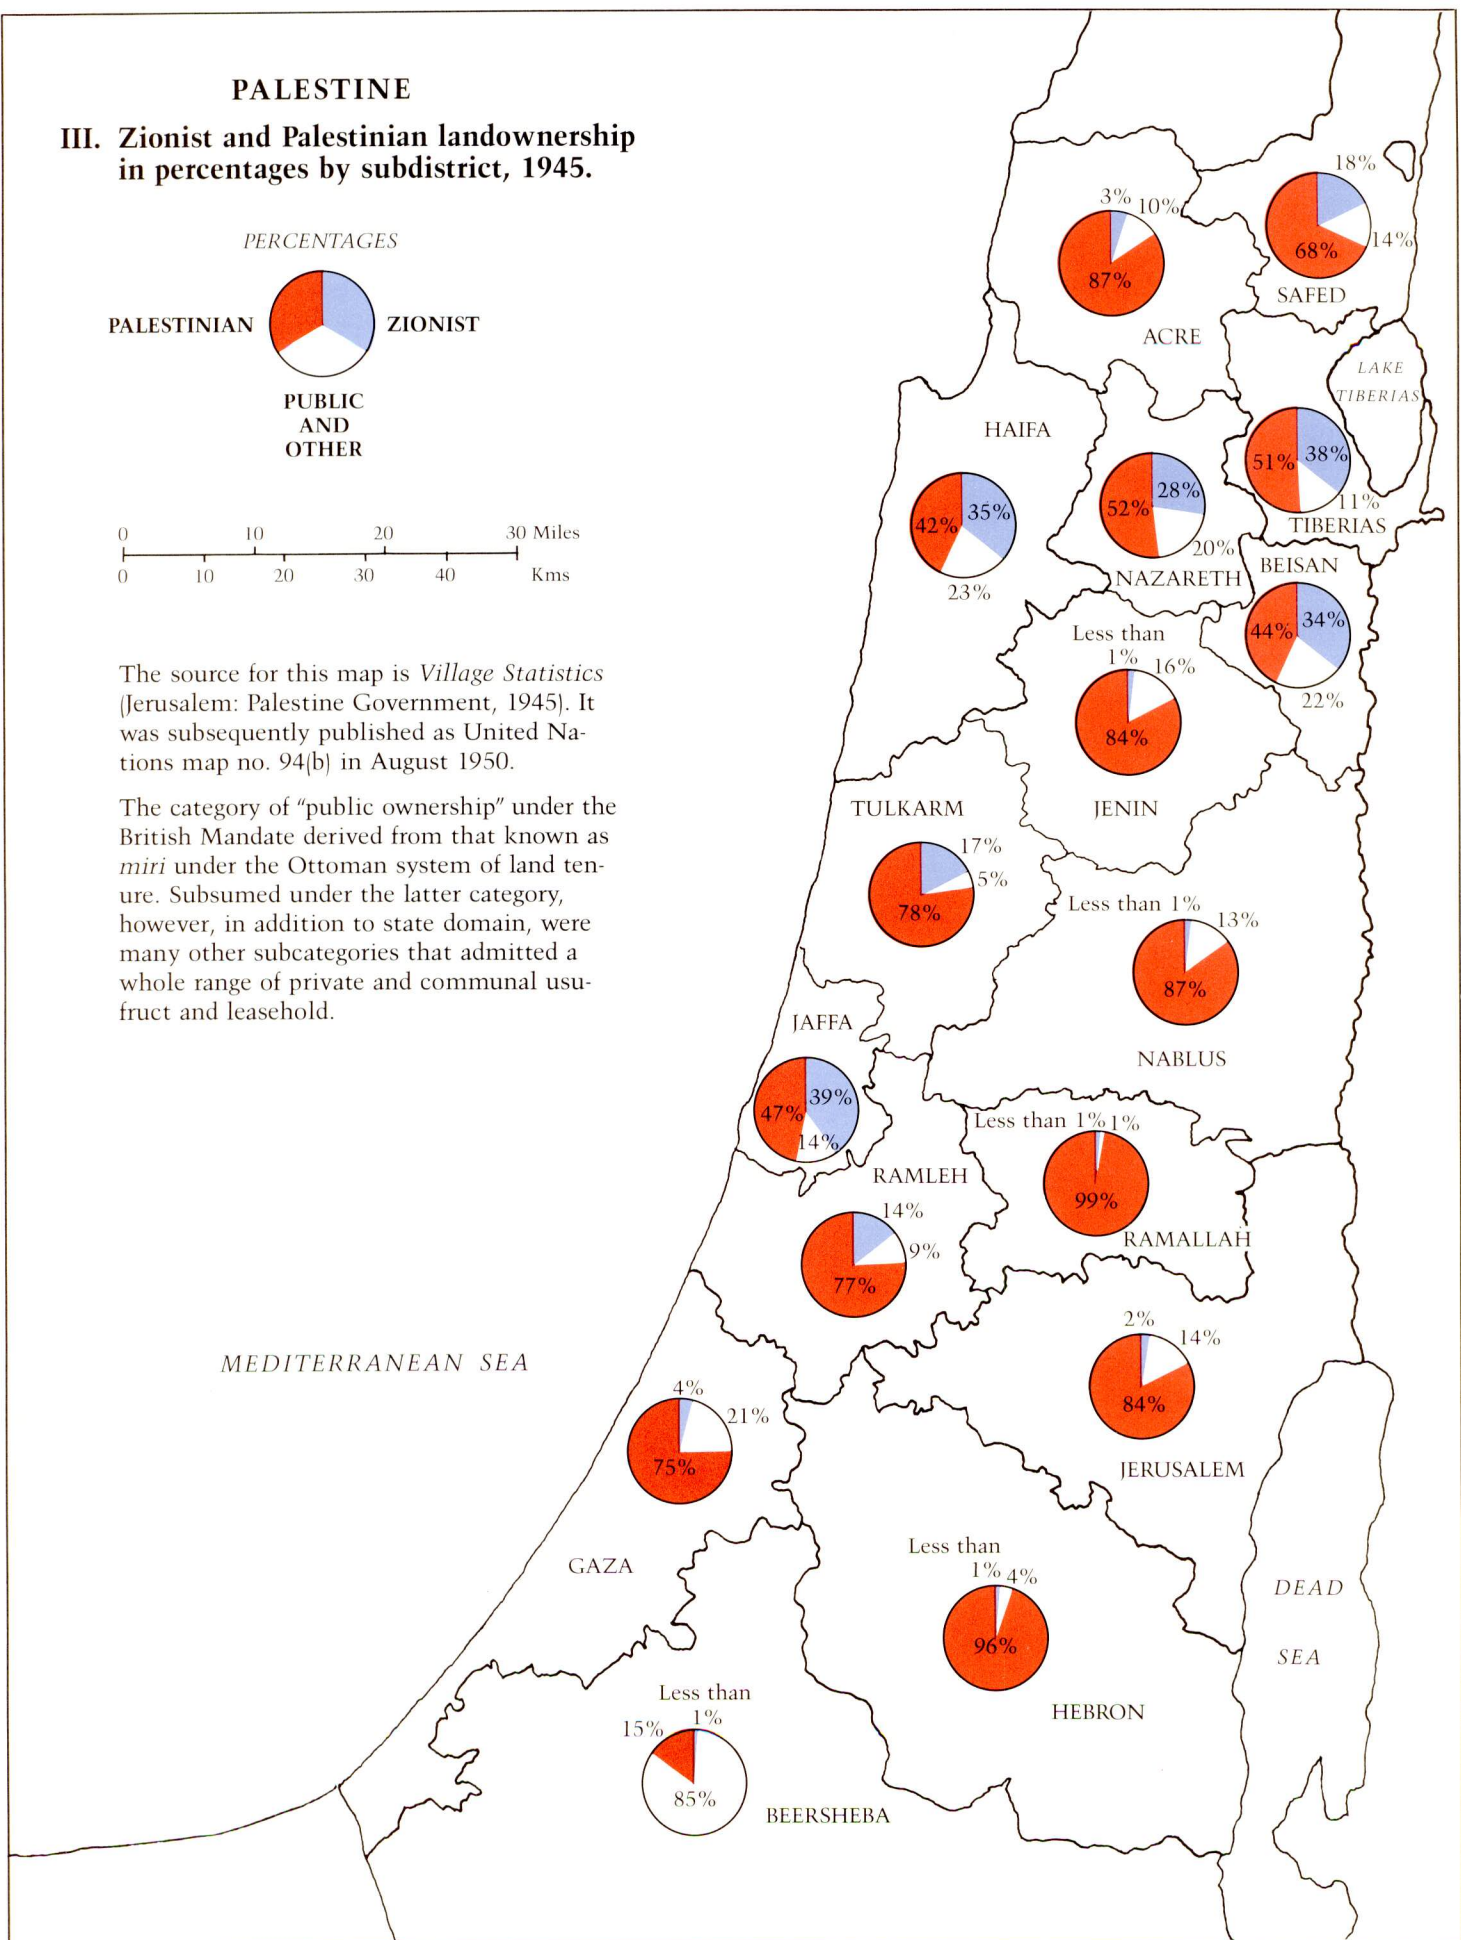 PALESTINE
III. Zionist and Palestinian landownership
in percentages by subdistrict, 1945.
PERCENTAGES
PALESTINIAN
ZIONIST
PUBLIC
AND
OTHER
0 10 20 30 Miles
0 10 20 30 40 Kms
The source for this map is Village Statistics
(Jerusalem: Palestine Government, 1945). It
was subsequently published as United Na-
tions map no. 94(b) in August 1950.
The category of "public ownership" under the
British Mandate derived from that known as
miri under the Ottoman system of land ten-
ure. Subsumed under the latter category,
however, in addition to state domain, were
many other subcategories that admitted a
whole range of private and communal usu-
fruct and leasehold.
18%
14%
68%
SAFED
3%
10%
87%
ACRE
LAKE
TIBERIAS
HAIFA
42%
35%
23%
52%
28%
20%
NAZARETH
51%
38%
11%
TIBERIAS
BEISAN
44%
34%
22%
Less than
1%
16%
84%
JENIN
TULKARM
17%
5%
78%
Less than 1%
13%
87%
NABLUS
JAFFA
47%
39%
14%
RAMLEH
14%
9%
77%
Less than 1%
1%
99%
RAMALLAH
2%
14%
84%
JERUSALEM
MEDITERRANEAN SEA
4%
21%
75%
GAZA
Less than
1%
4%
96%
HEBRON
DEAD
SEA
Less than
1%
15%
85%
BEERSHEBA